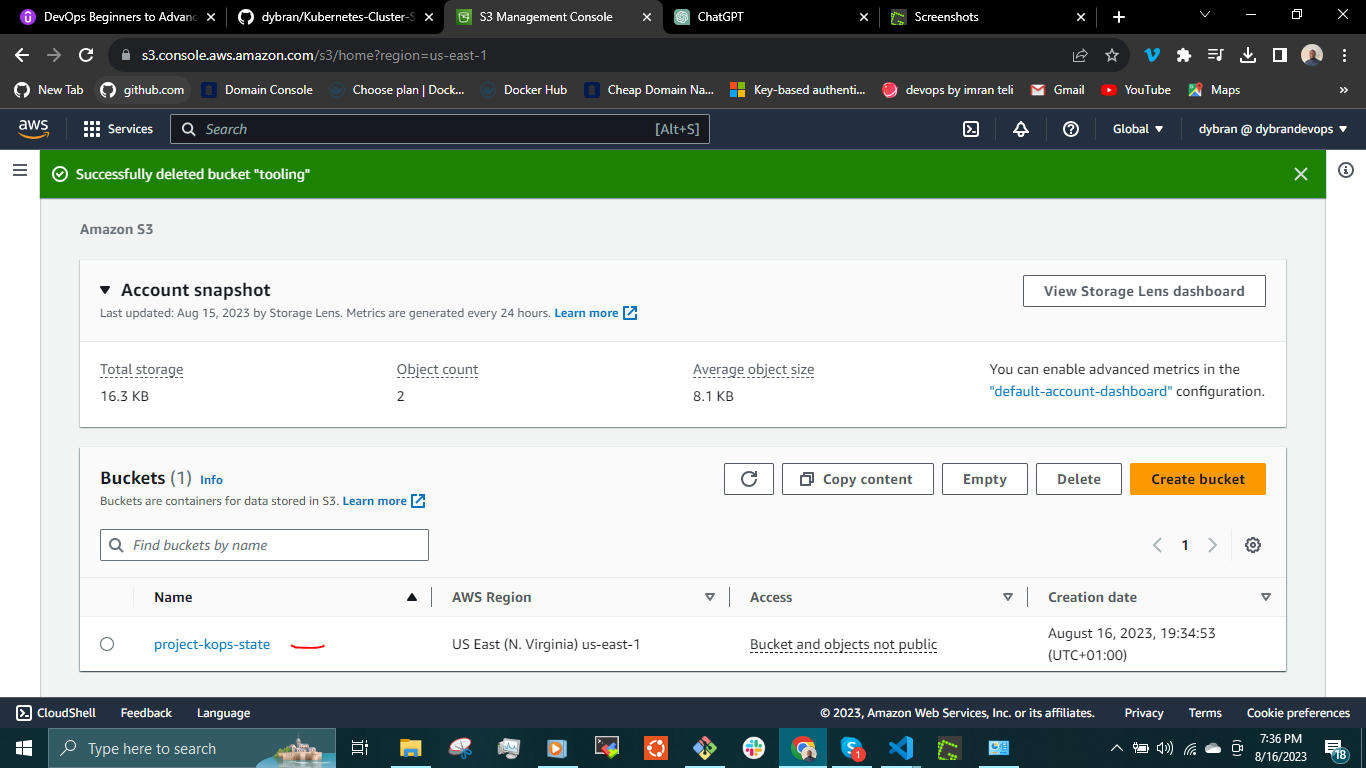 DevOps Beginners to Advanc
dybran/Kubernetes-Cluster-S
S3 Management Console
ChatGPT
Screenshots
s3.console.aws.amazon.com/s3/home?region=us-east-1
New Tab
github.com
Domain Console
Choose plan | Dock...
Docker Hub
Cheap Domain Na...
Key-based authenti...
devops by imran teli
Gmail
YouTube
Maps
»
aws
Services
Search
[Alt+S]
Global
dybran @ dybrandevops
Successfully deleted bucket "tooling"
Amazon S3
Account snapshot
View Storage Lens dashboard
Last updated: Aug 15, 2023 by Storage Lens. Metrics are generated every 24 hours. Learn more
Total storage
16.3 KB
Object count
2
Average object size
8.1 KB
You can enable advanced metrics in the
"default-account-dashboard" configuration.
Buckets (1) Info
Buckets are containers for data stored in S3. Learn more
Copy content
Empty
Delete
Create bucket
Find buckets by name
1
Name
AWS Region
Access
Creation date
project-kops-state
US East (N. Virginia) us-east-1
Bucket and objects not public
August 16, 2023, 19:34:53
(UTC+01:00)
CloudShell
Feedback
Language
© 2023, Amazon Web Services, Inc. or its affiliates.
Privacy
Terms
Cookie preferences
Type here to search
7:36 PM
8/16/2023
18